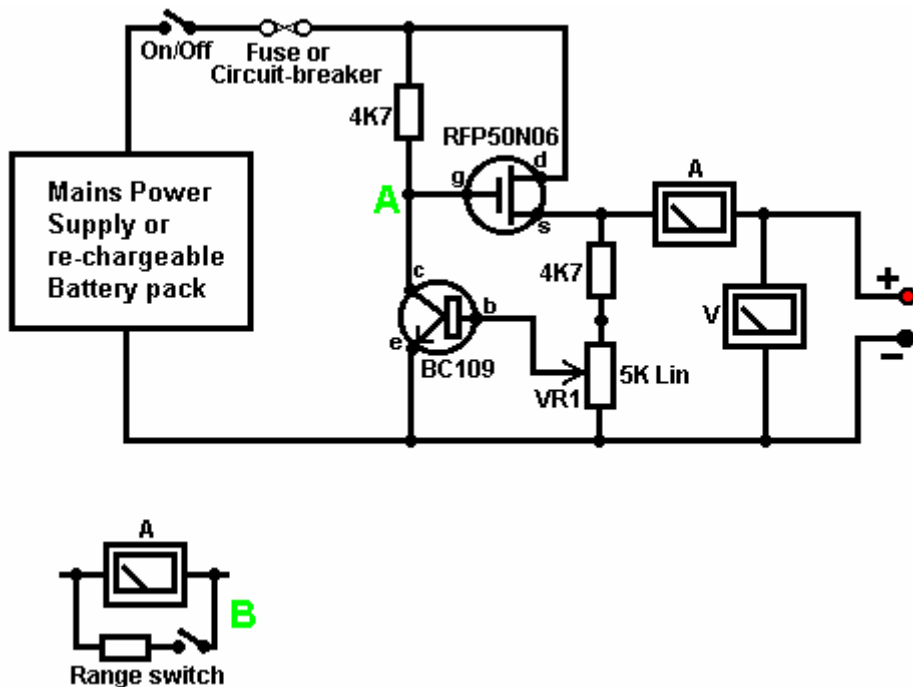 On/Off
Fuse or
Circuit-breaker
4K7
RFP50N06
d
g
s
A
A
Mains Power
Supply or
re-chargeable
Battery pack
c
b
e
BC109
4K7
VR1
5K Lin
V
+
−
A
B
Range switch